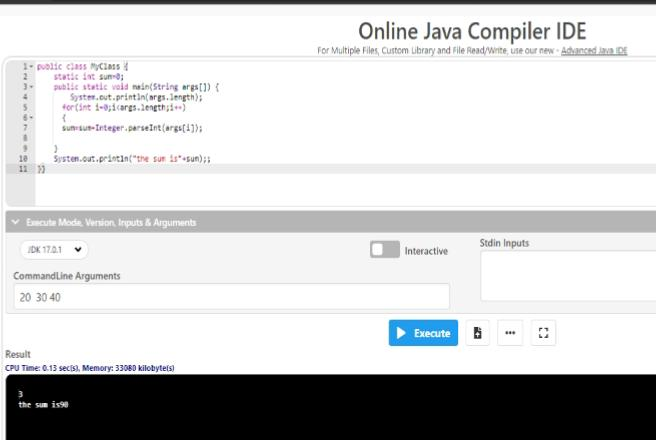 Online Java Compiler IDE
For Multiple Files, Custom Library and File Read/Write, use our new - Advanced Java IDE
1 public class MyClass {
2 static int sum=0;
3 public static void main(String args[]) {
4 System.out.println(args.length);
5 for(int i=0;i<args.length;i++)
6 {
7 sum=sum+Integer.parseInt(args[i]);
8
9 }
10 System.out.println("the sum is"+sum);;
11 }}
Execute Mode, Version, Inputs & Arguments
JDK 17.0.1
Interactive
Stdin Inputs
CommandLine Arguments
20 30 40
Execute
Result
CPU Time: 0.13 sec(s), Memory: 33080 kilobyte(s)
3
the sum is90